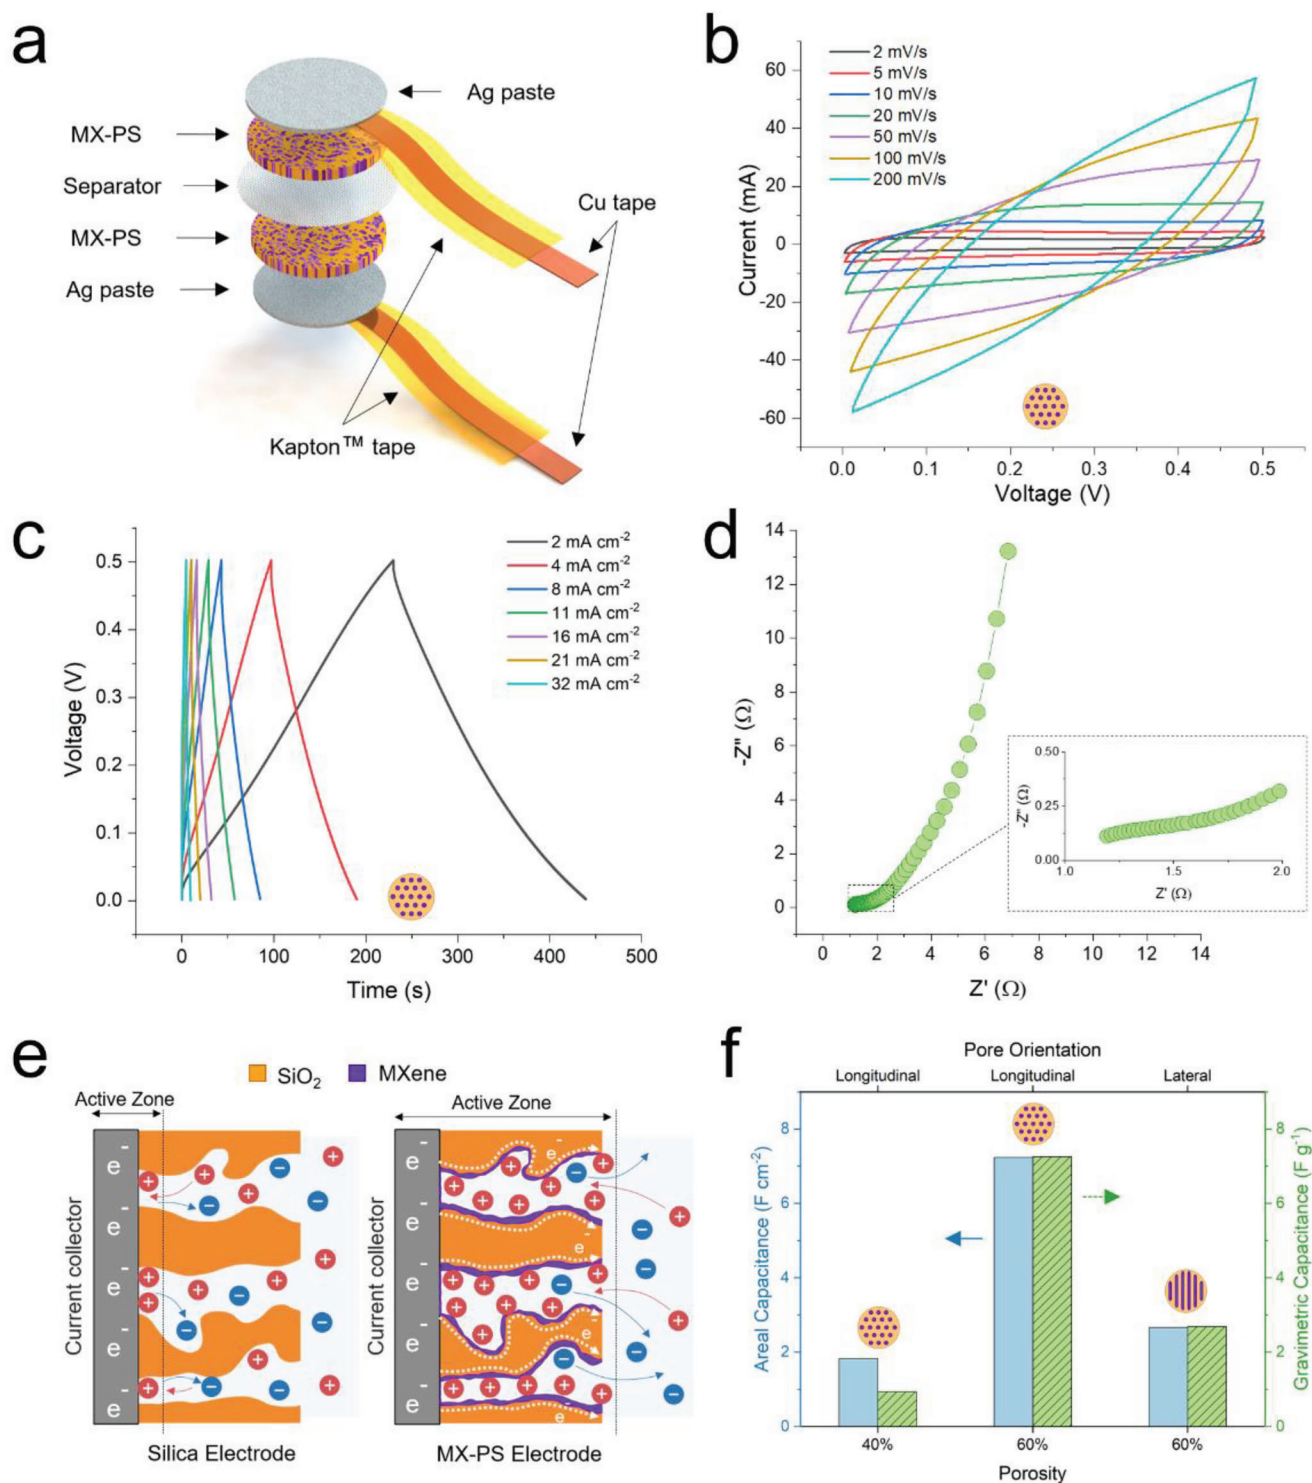 a
Ag paste
MX-PS
Separator
MX-PS
Ag paste
Cu tape
Kapton™ tape
b
2 mV/s
5 mV/s
10 mV/s
20 mV/s
50 mV/s
100 mV/s
200 mV/s
Current (mA)
60
40
20
0
-20
-40
-60
0.0 0.1 0.2 0.3 0.4 0.5
Voltage (V)
c
2 mA cm⁻²
4 mA cm⁻²
8 mA cm⁻²
11 mA cm⁻²
16 mA cm⁻²
21 mA cm⁻²
32 mA cm⁻²
Voltage (V)
0.5
0.4
0.3
0.2
0.1
0.0
0 100 200 300 400 500
Time (s)
d
-Z" (Ω)
14
12
10
8
6
4
2
0
0 2 4 6 8 10 12 14
Z' (Ω)
-Z" (Ω)
0.50
0.25
0.00
1.0 1.5 2.0
Z' (Ω)
e
SiO₂ MXene
Active Zone
Current collector
e⁻
e⁻
e⁻
e⁻
e⁻
Silica Electrode
Active Zone
Current collector
e⁻
e⁻
e⁻
e⁻
e⁻
e⁻
e⁻
e⁻
e⁻
e⁻
MX-PS Electrode
f
Pore Orientation
Longitudinal Longitudinal Lateral
Areal Capacitance (F cm⁻²)
8
6
4
2
0
Gravimetric Capacitance (F g⁻¹)
8
6
4
2
0
40% 60% 60%
Porosity